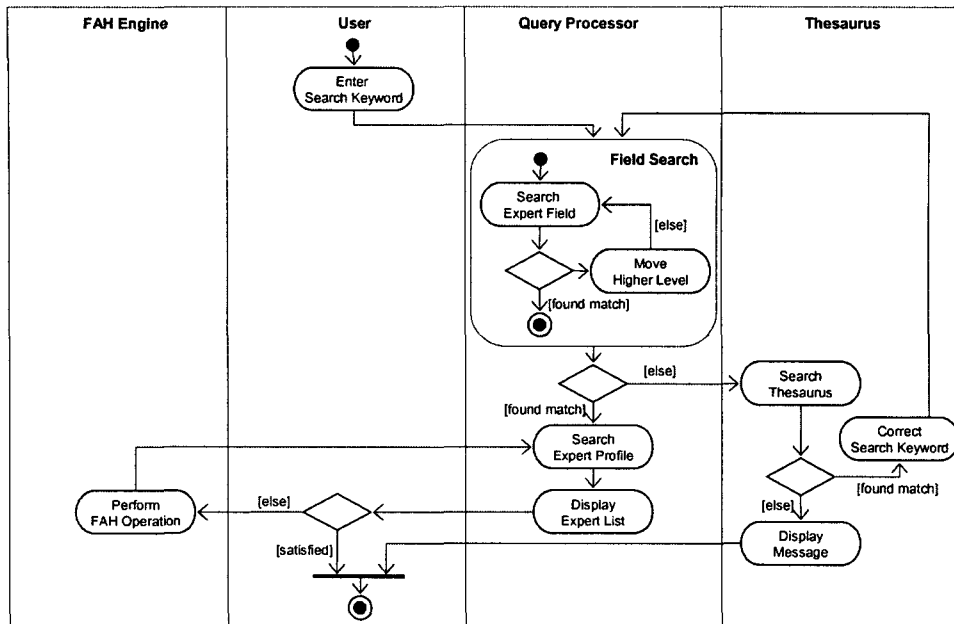 FAH Engine
User
Query Processor
Thesaurus
Enter
Search Keyword
Field Search
Search
Expert Field
[else]
Move
Higher Level
[found match]
[else]
Search
Thesaurus
[found match]
Search
Expert Profile
Correct
Search Keyword
[found match]
[else]
Perform
FAH Operation
[else]
Display
Expert List
Display
Message
[satisfied]